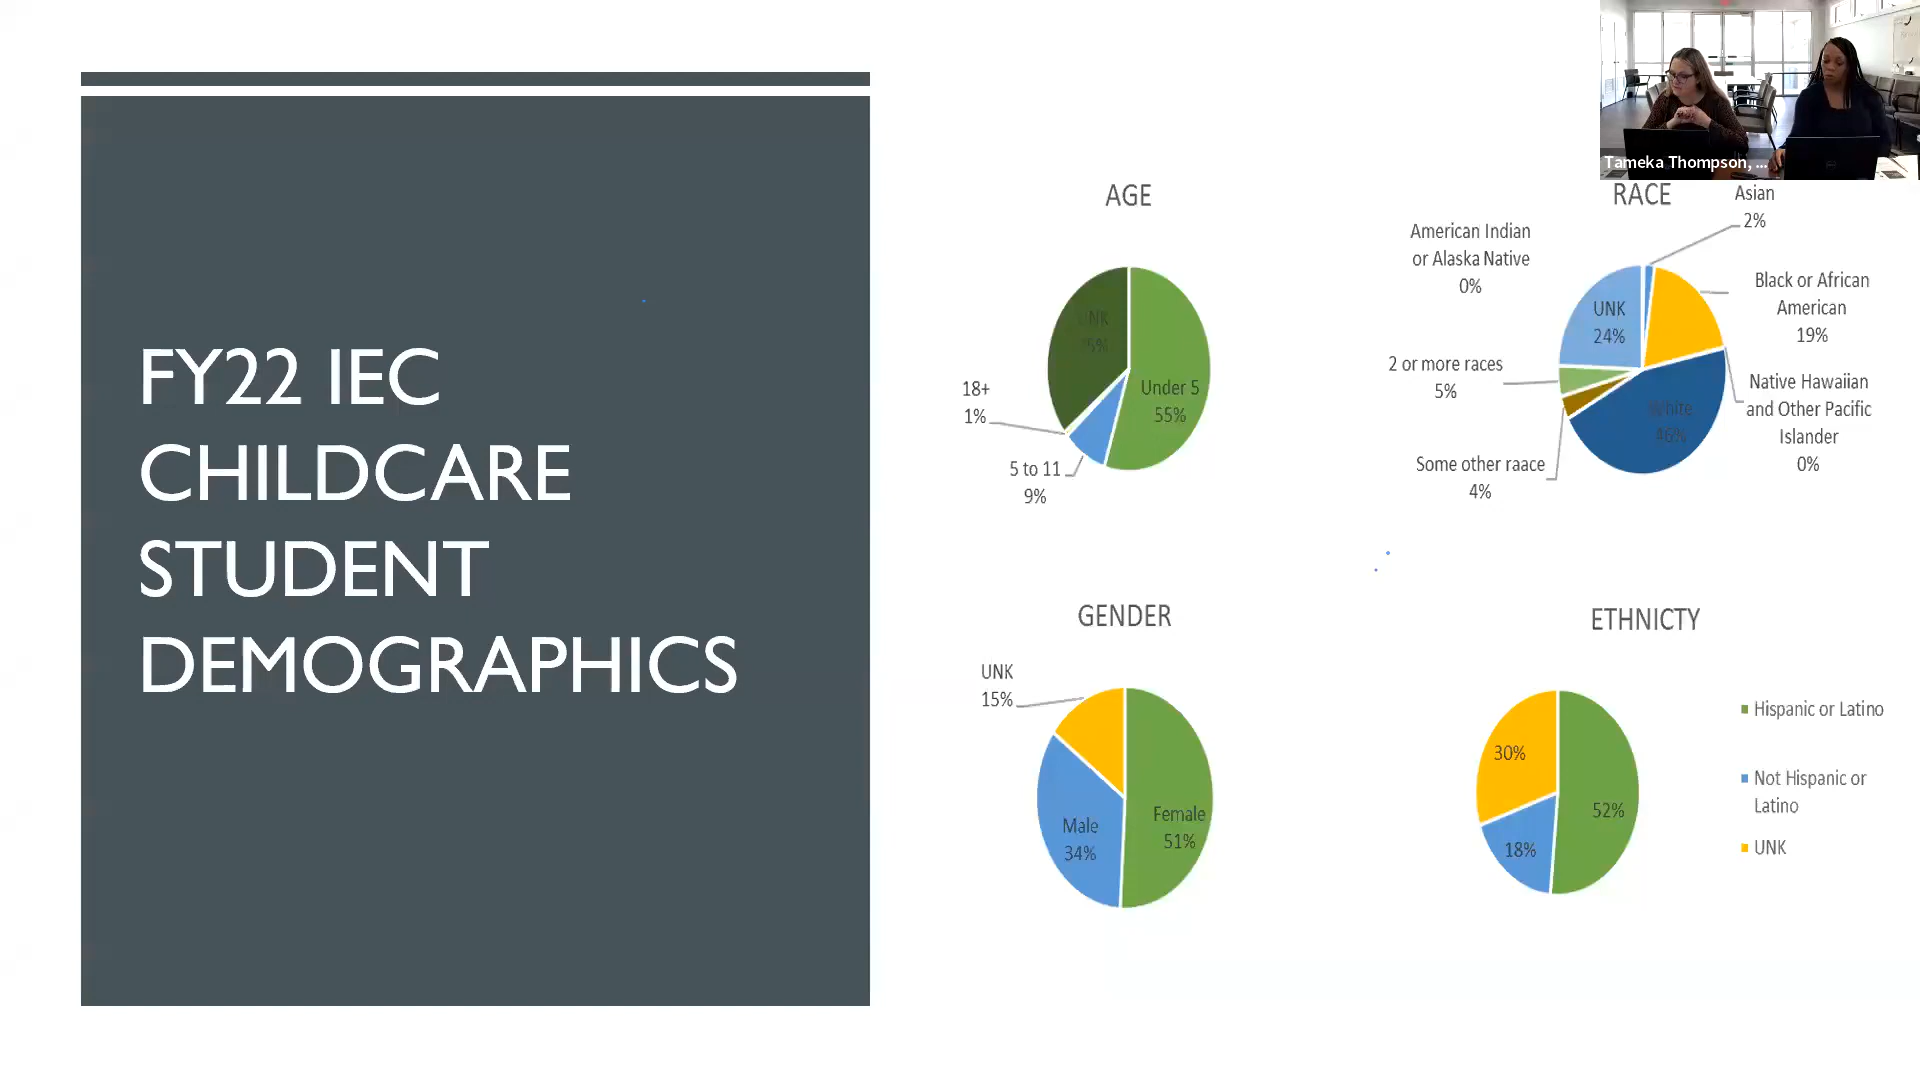 FY22 IEC
CHILDCARE
STUDENT
DEMOGRAPHICS
AGE
UNK
Under 5
55%
18+
1%
5 to 11
9%
RACE
Asian
2%
American Indian
or Alaska Native
0%
Black or African
American
19%
UNK
24%
2 or more races
5%
Native Hawaiian
and Other Pacific
Islander
0%
White
46%
Some other raace
4%
GENDER
UNK
15%
Male
34%
Female
51%
ETHNICTY
30%
52%
18%
Hispanic or Latino
Not Hispanic or
Latino
UNK
Tameka Thompson, ...